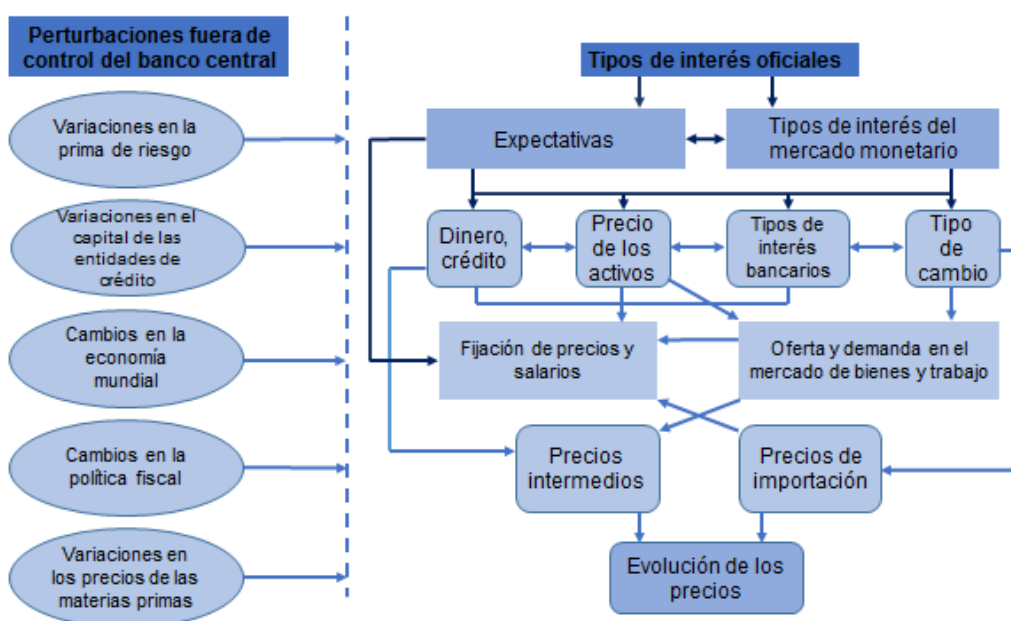 Perturbaciones fuera de
control del banco central
Variaciones en la
prima de riesgo
Variaciones en el
capital de las
entidades de
crédito
Cambios en la
economía
mundial
Cambios en la
política fiscal
Variaciones en
los precios de las
materias primas
Tipos de interés oficiales
Expectativas
Tipos de interés del
mercado monetario
Dinero,
crédito
Precio
de los
activos
Tipos de
interés
bancarios
Tipo
de
cambio
Fijación de precios y
salarios
Oferta y demanda en el
mercado de bienes y trabajo
Precios
intermedios
Precios de
importación
Evolución de los
precios